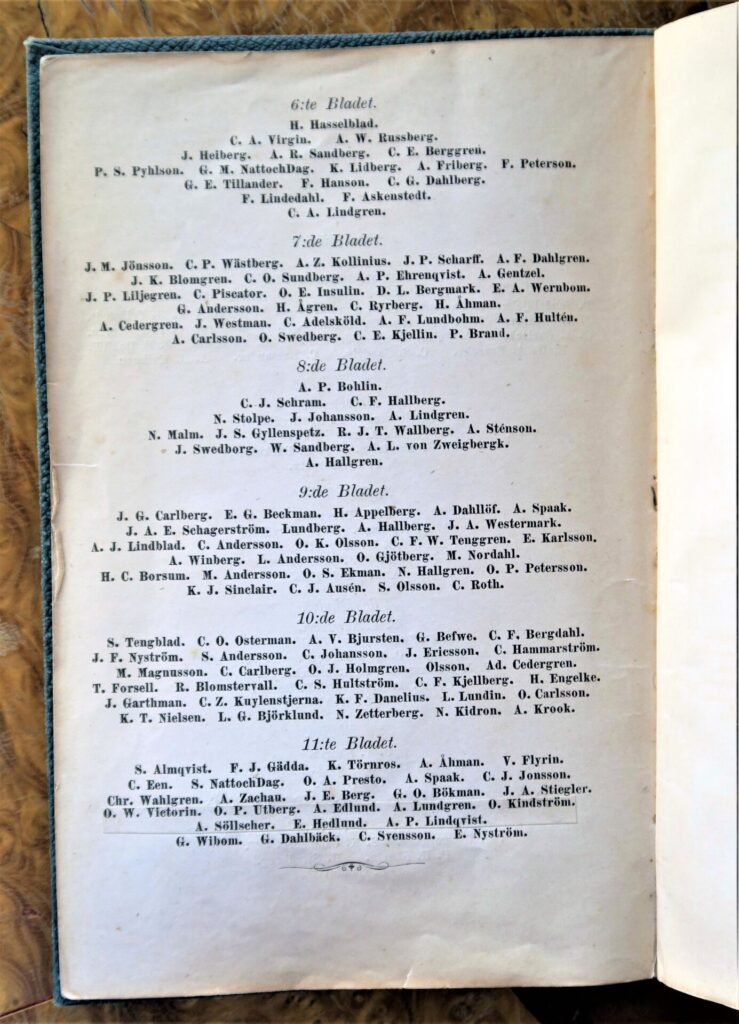 6:te Bladet.
H. Hasselblad.
C. A. Virgin. A. W. Russberg.
J. Heiberg. A. R. Sandberg. C. E. Berggren.
P. S. Pyhlson. G. M. NattochDag. K. Lidberg. A. Friberg. F. Peterson.
G. E. Tillander. F. Hanson. C. G. Dahlberg.
F. Lindedahl. F. Askenstedt.
C. A. Lindgren.
7:de Bladet.
J. M. Jönsson. C. P. Wästberg. A. Z. Kollinius. J. P. Scharff. A. F. Dahlgren.
J. K. Blomgren. C. O. Sundberg. A. P. Ehrenqvist. A. Gentzel.
J. P. Liljegren. C. Piscator. O. E. Insulin. D. L. Bergmark. E. A. Wernbom.
G. Andersson. H. Ågren. C. Ryrberg. H. Åhman.
A. Cedergren. J. Westman. C. Adelsköld. A. F. Lundbohm. A. F. Hultén.
A. Carlsson. O. Swedberg. C. E. Kjellin. P. Brand.
8:de Bladet.
A. P. Bohlin.
C. J. Schram. C. F. Hallberg.
N. Stolpe. J. Johansson. A. Lindgren.
N. Malm. J. S. Gyllenspetz. R. J. T. Wallberg. A. Sténson.
J. Swedborg. W. Sandberg. A. L. von Zweigbergk.
A. Hallgren.
9:de Bladet.
J. G. Carlberg. E. G. Beckman. H. Appelberg. A. Dahllöf. A. Spaak.
J. A. E. Schagerström. Lundberg. A. Hallberg. J. A. Westermark.
A. J. Lindblad. C. Andersson. O. K. Olsson. C. F. W. Tenggren. E. Karlsson.
A. Winberg. L. Andersson. O. Gjötberg. M. Nordahl.
H. C. Borsum. M. Andersson. O. S. Ekman. N. Hallgren. O. P. Petersson.
K. J. Sinclair. C. J. Ausén. S. Olsson. C. Roth.
10:de Bladet.
S. Tengblad. C. O. Osterman. A. V. Bjursten. G. Befwe. C. F. Bergdahl.
J. F. Nyström. S. Andersson. C. Johansson. J. Ericsson. C. Hammarström.
M. Magnusson. C. Carlberg. O. J. Holmgren. Olsson. Ad. Cedergren.
T. Forsell. R. Blomstervall. C. S. Hultström. C. F. Kjellberg. H. Engelke.
J. Garthman. C. Z. Kuylenstjerna. K. F. Danelius. L. Lundin. O. Carlsson.
K. T. Nielsen. L. G. Björklund. N. Zetterberg. N. Kidron. A. Krook.
11:te Bladet.
S. Almqvist. F. J. Gädda. K. Törnros. A. Åhman. V. Flyrin.
C. Een. S. NattochDag. O. A. Presto. A. Spaak. C. J. Jonsson.
Chr. Wahlgren. A. Zachau. J. E. Berg. G. O. Bökman. J. A. Stiegler.
O. W. Victorin. O. P. Utberg. A. Edlund. A. Lundgren. O. Kindström.
A. Söllscher. E. Hedlund. A. P. Lindqvist.
G. Wibom. G. Dahlbäck. C. Svensson. E. Nyström.